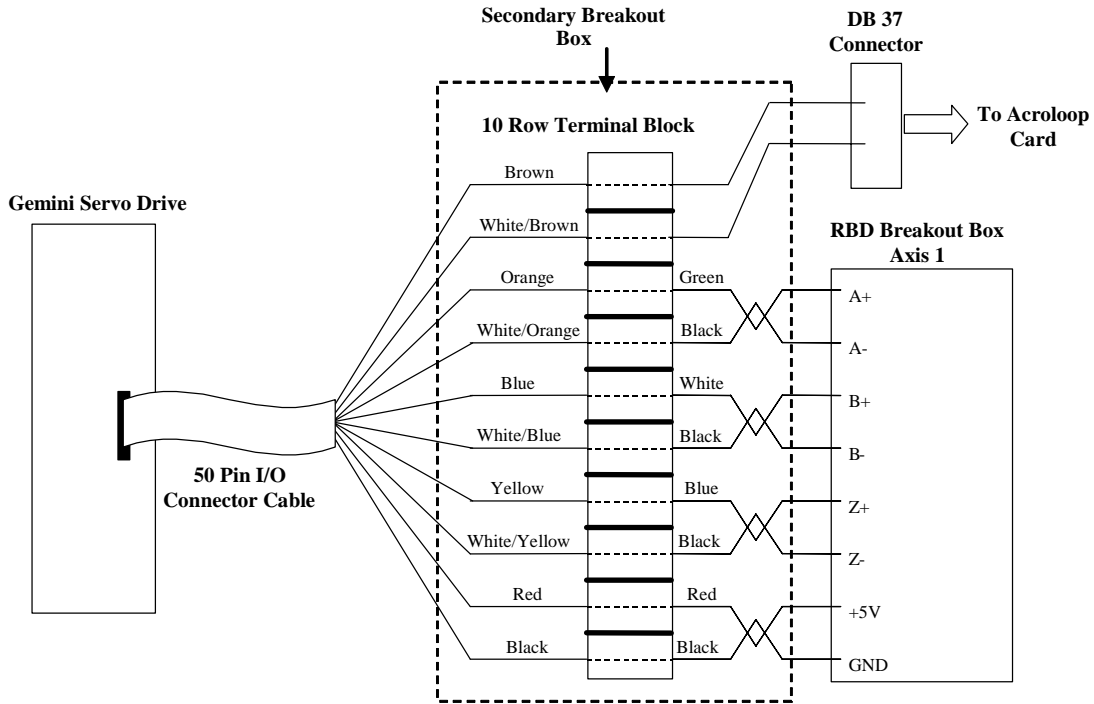 Secondary Breakout
Box
DB 37
Connector
10 Row Terminal Block
To Acroloop
Card
Gemini Servo Drive
RBD Breakout Box
Axis 1
50 Pin I/O
Connector Cable
Brown
White/Brown
Orange
Green
A+
White/Orange
Black
A-
Blue
White
B+
White/Blue
Black
B-
Yellow
Blue
Z+
White/Yellow
Black
Z-
Red
Red
+5V
Black
Black
GND